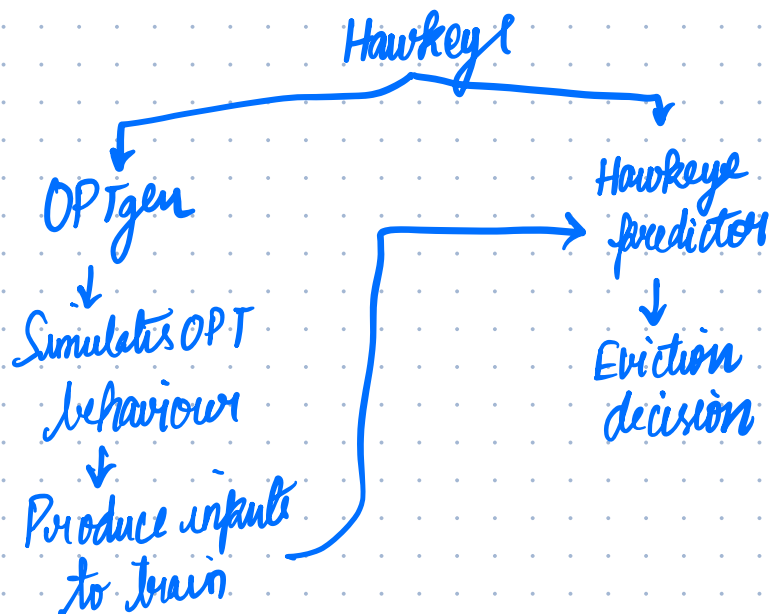 Hawkeye
OPTgen
Simulates OPT
behaviour
Produce inputs
to train
Hawkeye
predictor
Eviction
decision